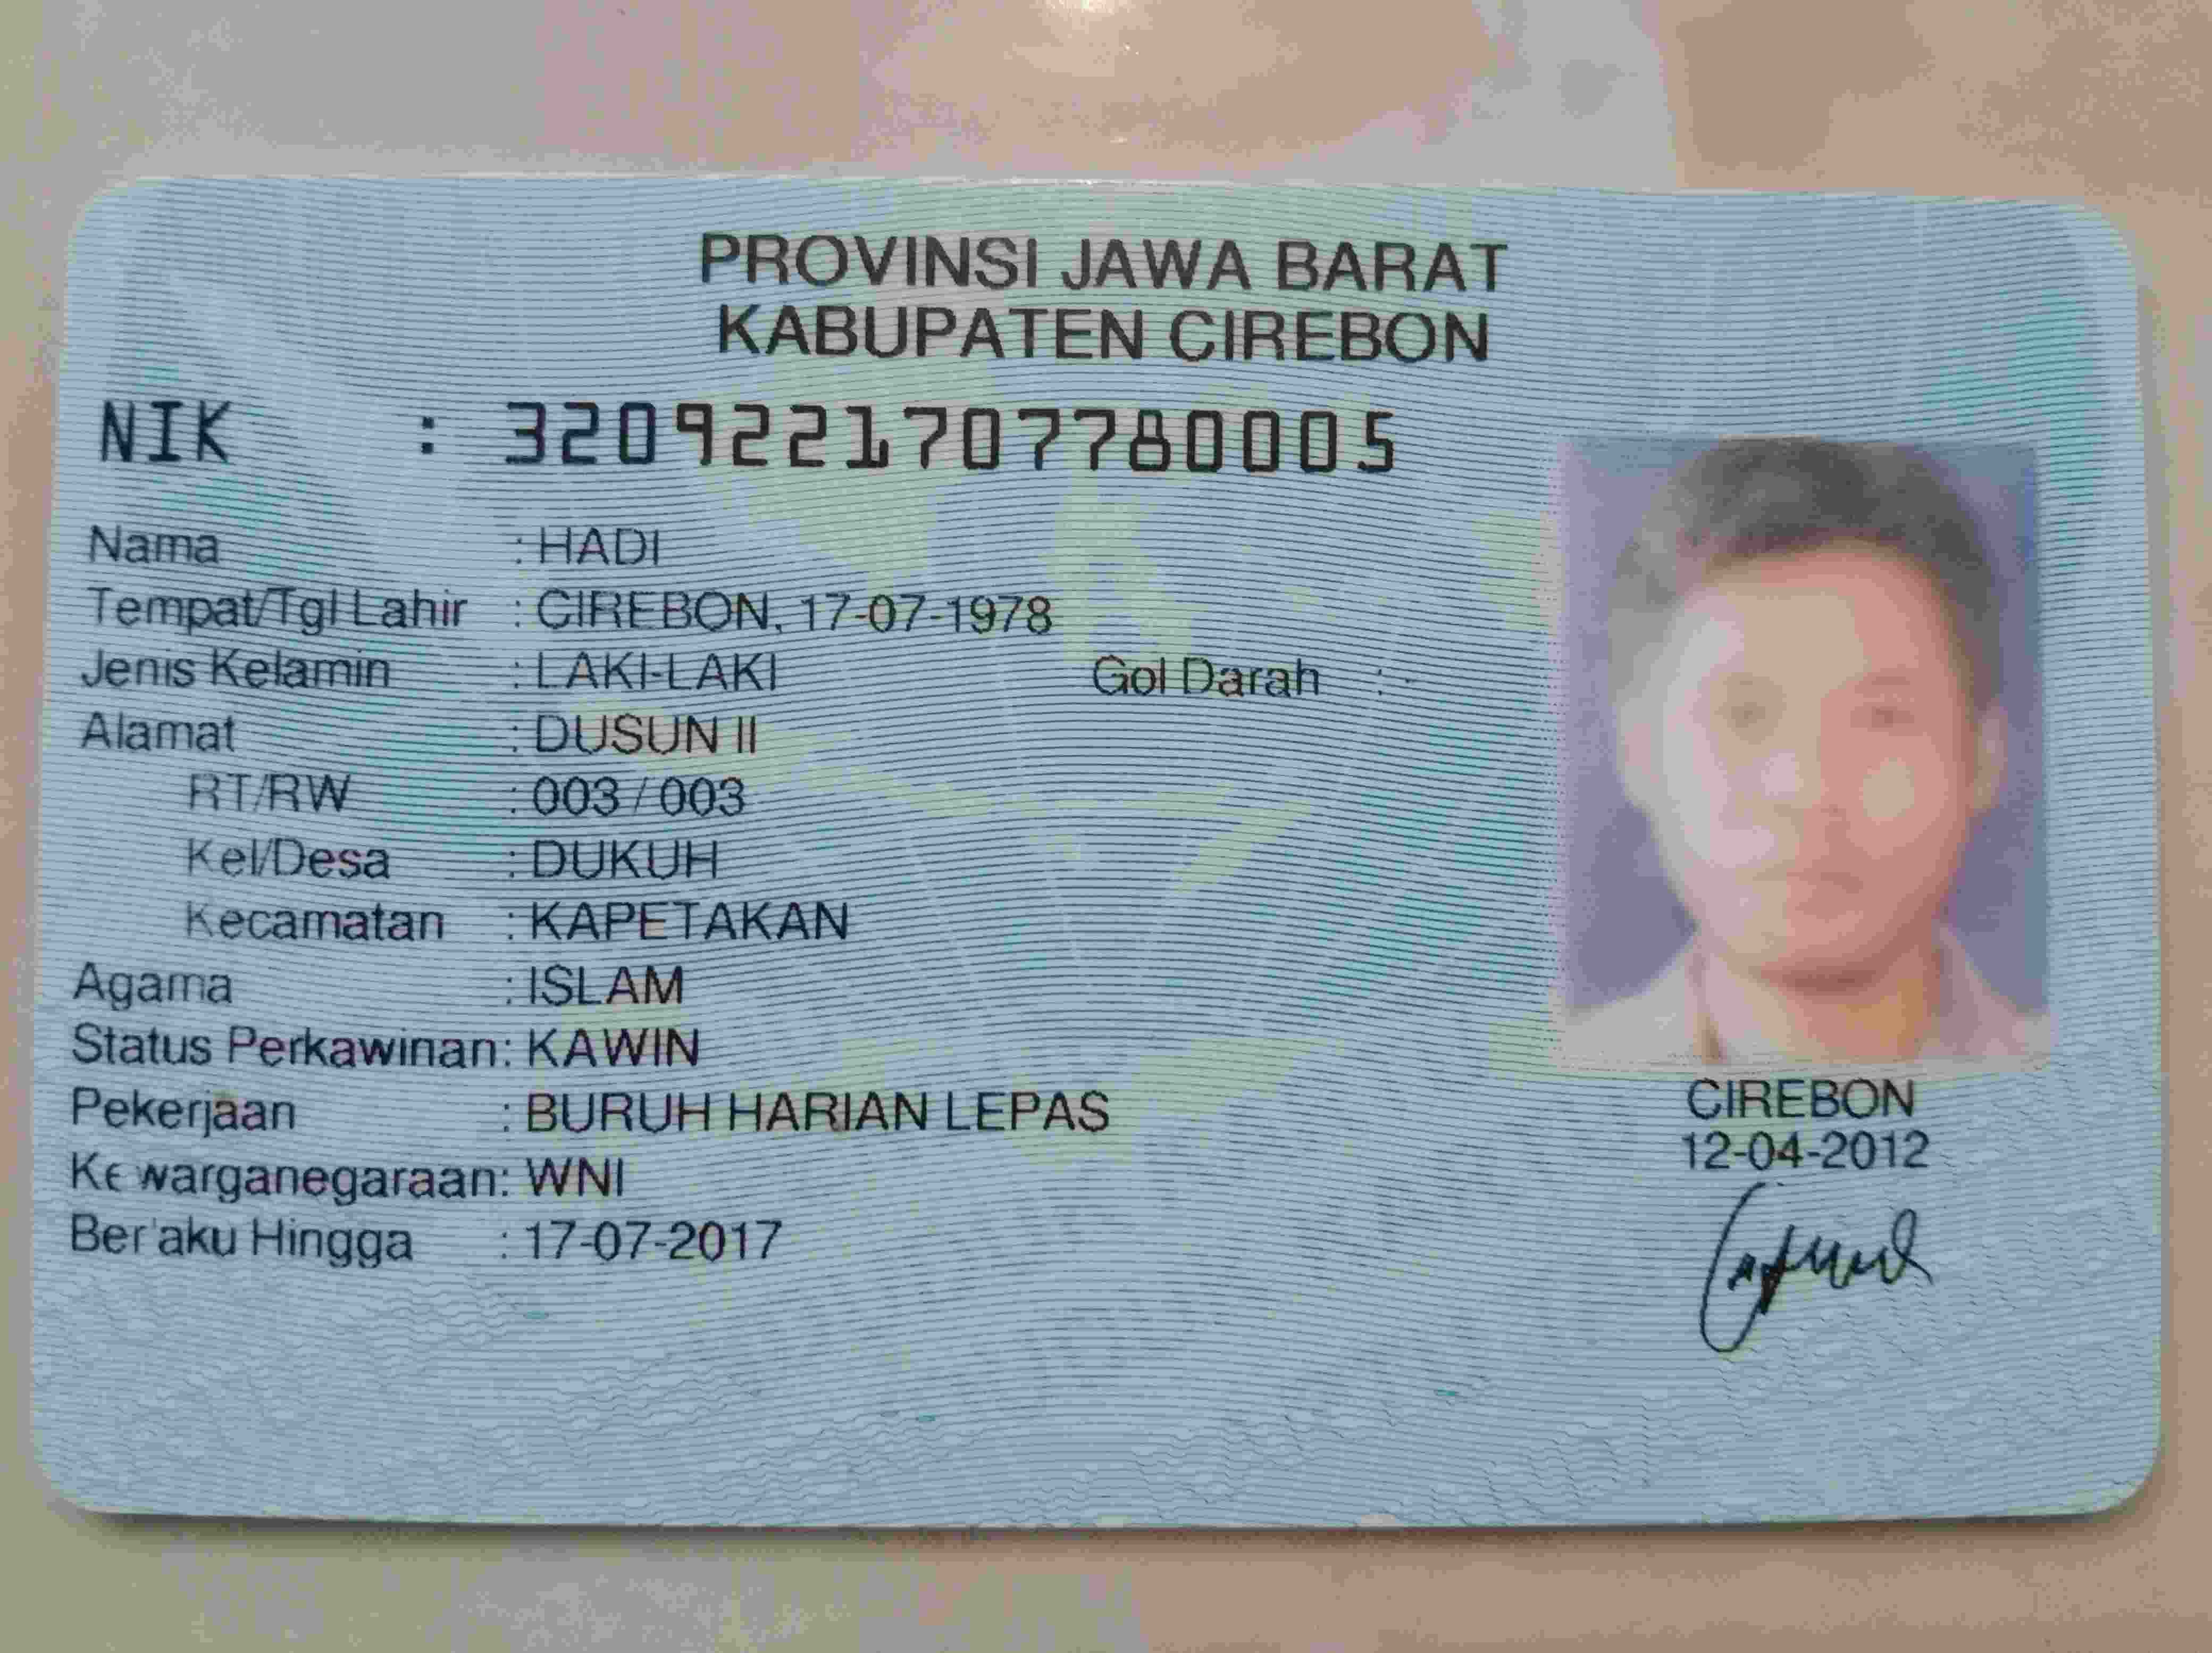 PROVINSI JAWA BARAT
KABUPATEN CIREBON
NIK : 3209221707780005
Nama : HADI
Tempat/Tgl Lahir : CIREBON, 17-07-1978
Jenis Kelamin : LAKI-LAKI Gol Darah : -
Alamat : DUSUN II
RT/RW : 003 / 003
Kel/Desa : DUKUH
Kecamatan : KAPETAKAN
Agama : ISLAM
Status Perkawinan : KAWIN
Pekerjaan : BURUH HARIAN LEPAS
Kewarganegaraan : WNI
Berlaku Hingga : 17-07-2017
CIREBON
12-04-2012